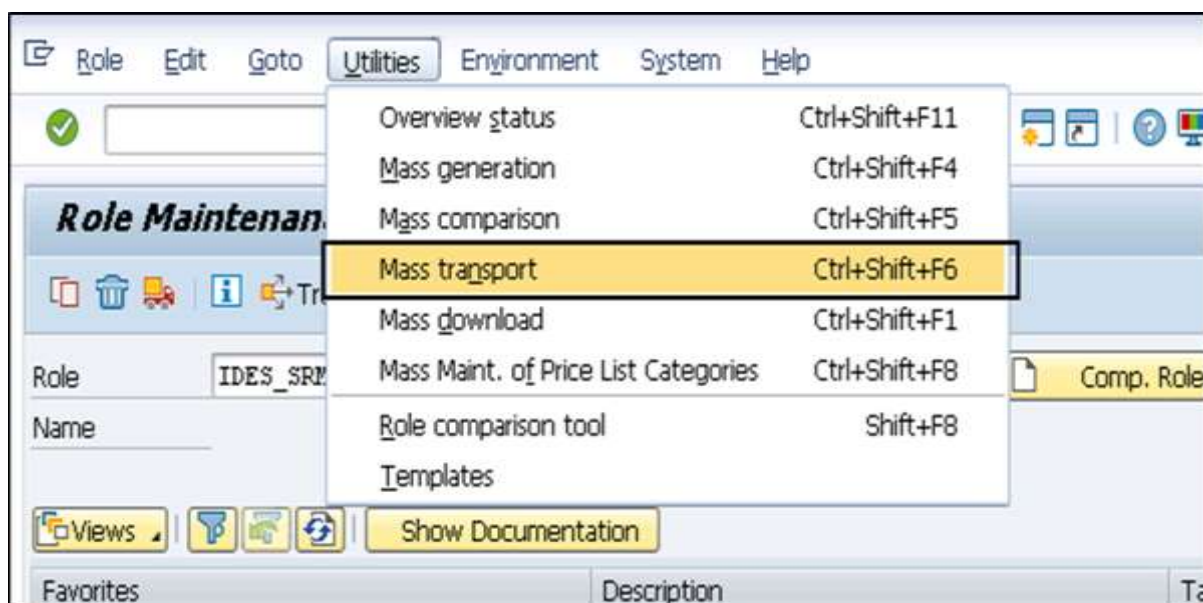 Role Edit Goto Utilities Environment System Help
Overview status Ctrl+Shift+F11
Mass generation Ctrl+Shift+F4
Role Maintenan
Mass comparison Ctrl+Shift+F5
Mass transport Ctrl+Shift+F6
Tr
Mass download Ctrl+Shift+F1
Role IDES_SRM
Mass Maint. of Price List Categories Ctrl+Shift+F8
Comp. Role
Name
Role comparison tool Shift+F8
Templates
Views Show Documentation
Favorites Description Ta